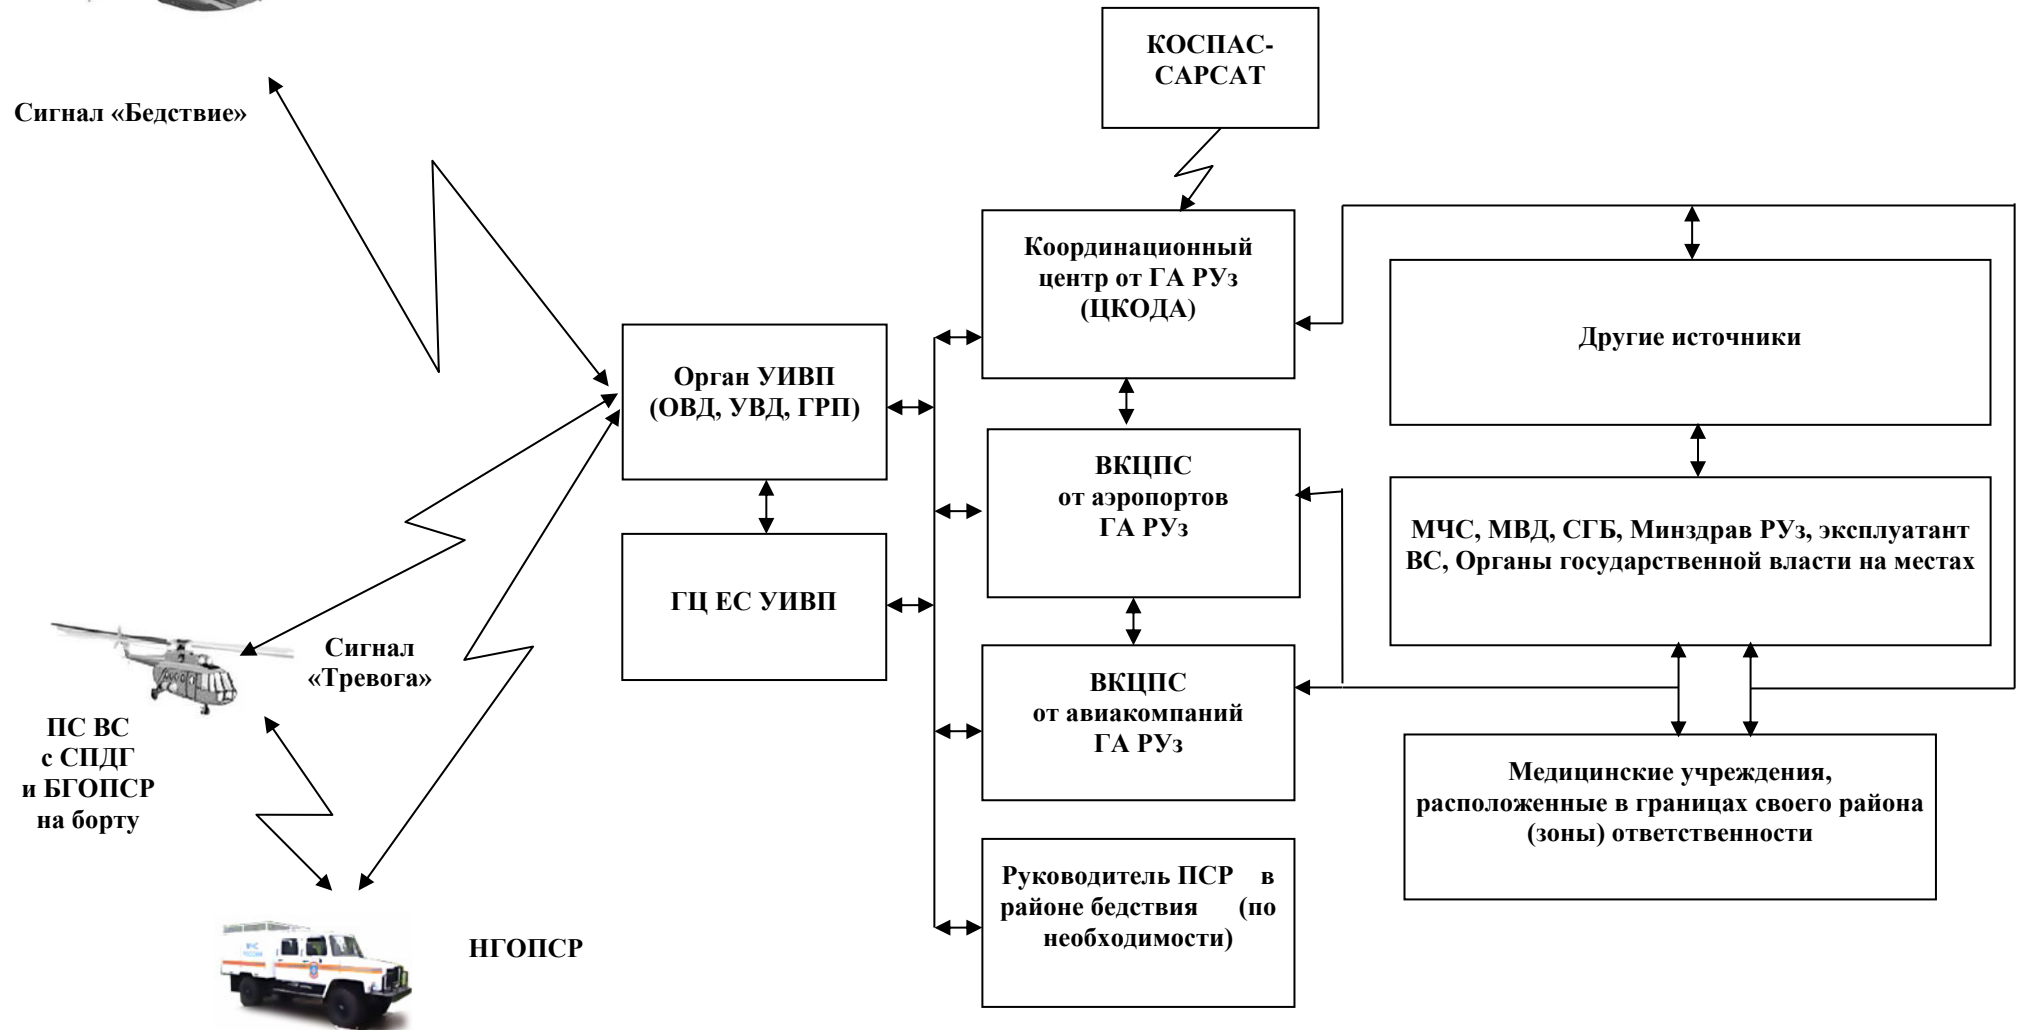 КОСПАС-
САРСАТ
Сигнал «Бедствие»
Координационный
центр от ГА РУз
(ЦКОДА)
Другие источники
Орган УИВП
(ОВД, УВД, ГРП)
ВКЦПС
от аэропортов
ГА РУз
МЧС, МВД, СГБ, Минздрав РУз, эксплуатант
ВС, Органы государственной власти на местах
ГЦ ЕС УИВП
Сигнал
«Тревога»
ВКЦПС
от авиакомпаний
ГА РУз
ПС ВС
с СПДГ
и БГОПСР
на борту
Медицинские учреждения,
расположенные в границах своего района
(зоны) ответственности
Руководитель ПСР в
районе бедствия (по
необходимости)
НГОПСР